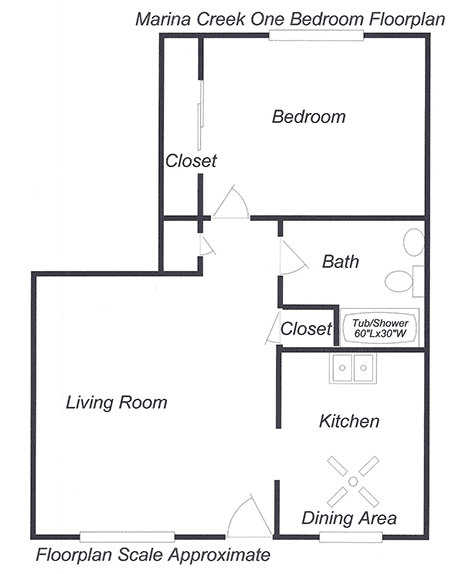 Marina Creek One Bedroom Floorplan
Bedroom
Closet
Bath
Closet
Tub/Shower
60"Lx30"W
Living Room
Kitchen
Dining Area
Floorplan Scale Approximate